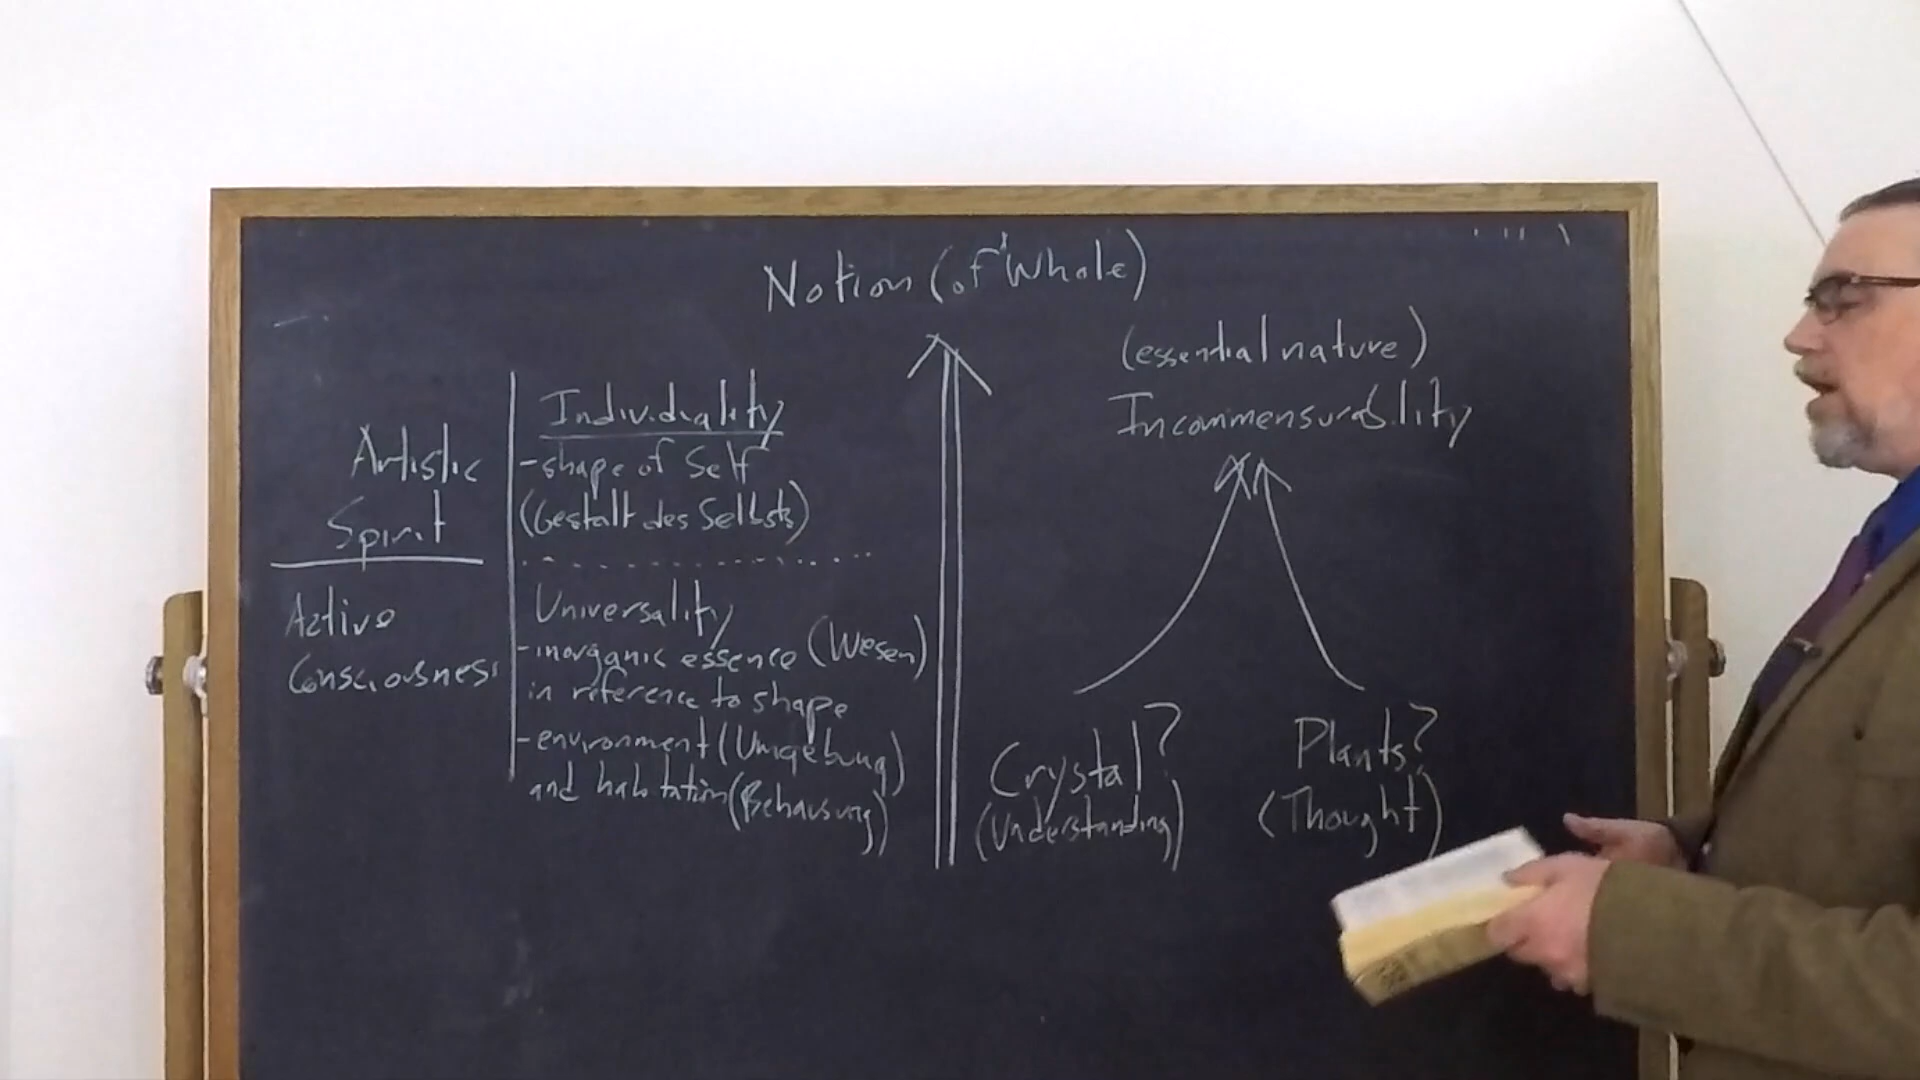 Notion (of Whole)
Artistic
Spirit
Active
Consciousness
Individuality
-shape of Self
(Gestalt des Selbsts)
Universality
-inorganic essence (Wesen)
in reference to shape
-environment (Umgebung)
and habitation (Behausung)
(essential nature)
Incommensurability
Crystal?
(Understanding)
Plants?
(Thought)